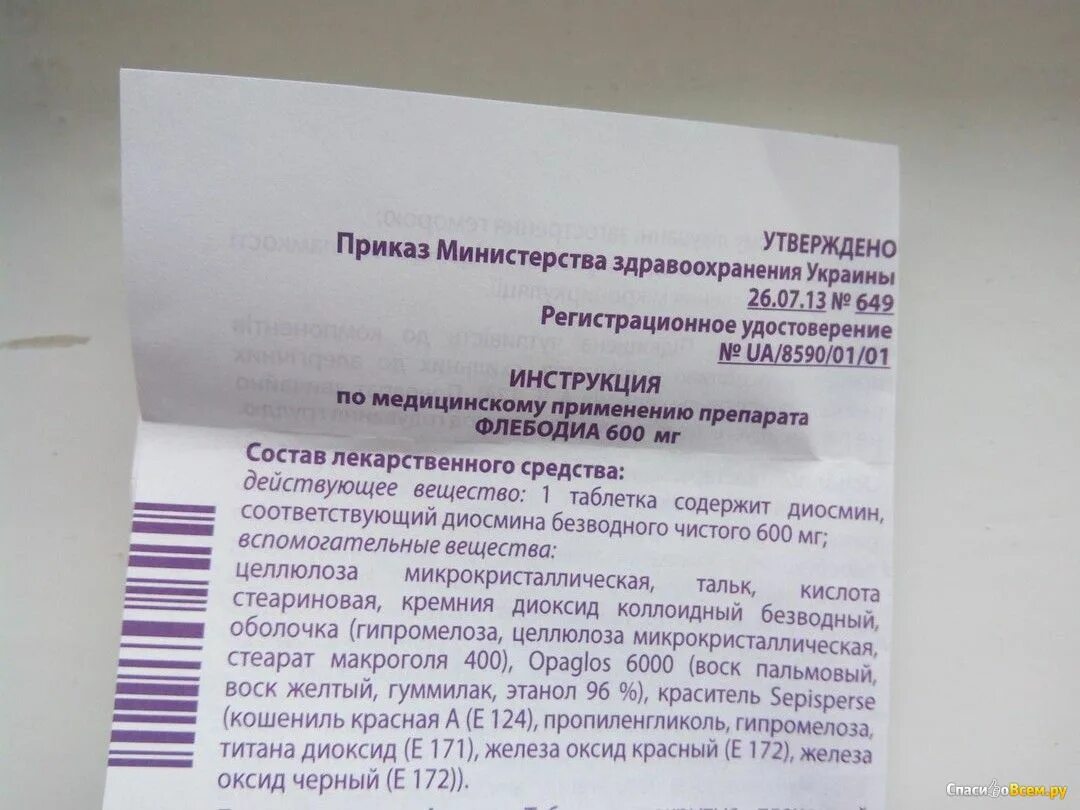 УТВЕРЖДЕНО
Приказ Министерства здравоохранения Украины
26.07.13 № 649
Регистрационное удостоверение
№ UA/8590/01/01
ИНСТРУКЦИЯ
по медицинскому применению препарата
ФЛЕБОДИА 600 мг
Состав лекарственного средства:
действующее вещество: 1 таблетка содержит диосмин,
соответствующий диосмина безводного чистого 600 мг;
вспомогательные вещества:
целлюлоза микрокристаллическая, тальк, кислота
стеариновая, кремния диоксид коллоидный безводный,
оболочка (гипромелоза, целлюлоза микрокристаллическая,
стеарат макроголя 400), Opaglos 6000 (воск пальмовый,
воск желтый, гуммилак, этанол 96 %), краситель Sepisperse
(кошениль красная А (Е 124), пропиленгликоль, гипромелоза,
титана диоксид (Е 171), железа оксид красный (Е 172), железа
оксид черный (Е 172)).
СпасибоВсем.ру